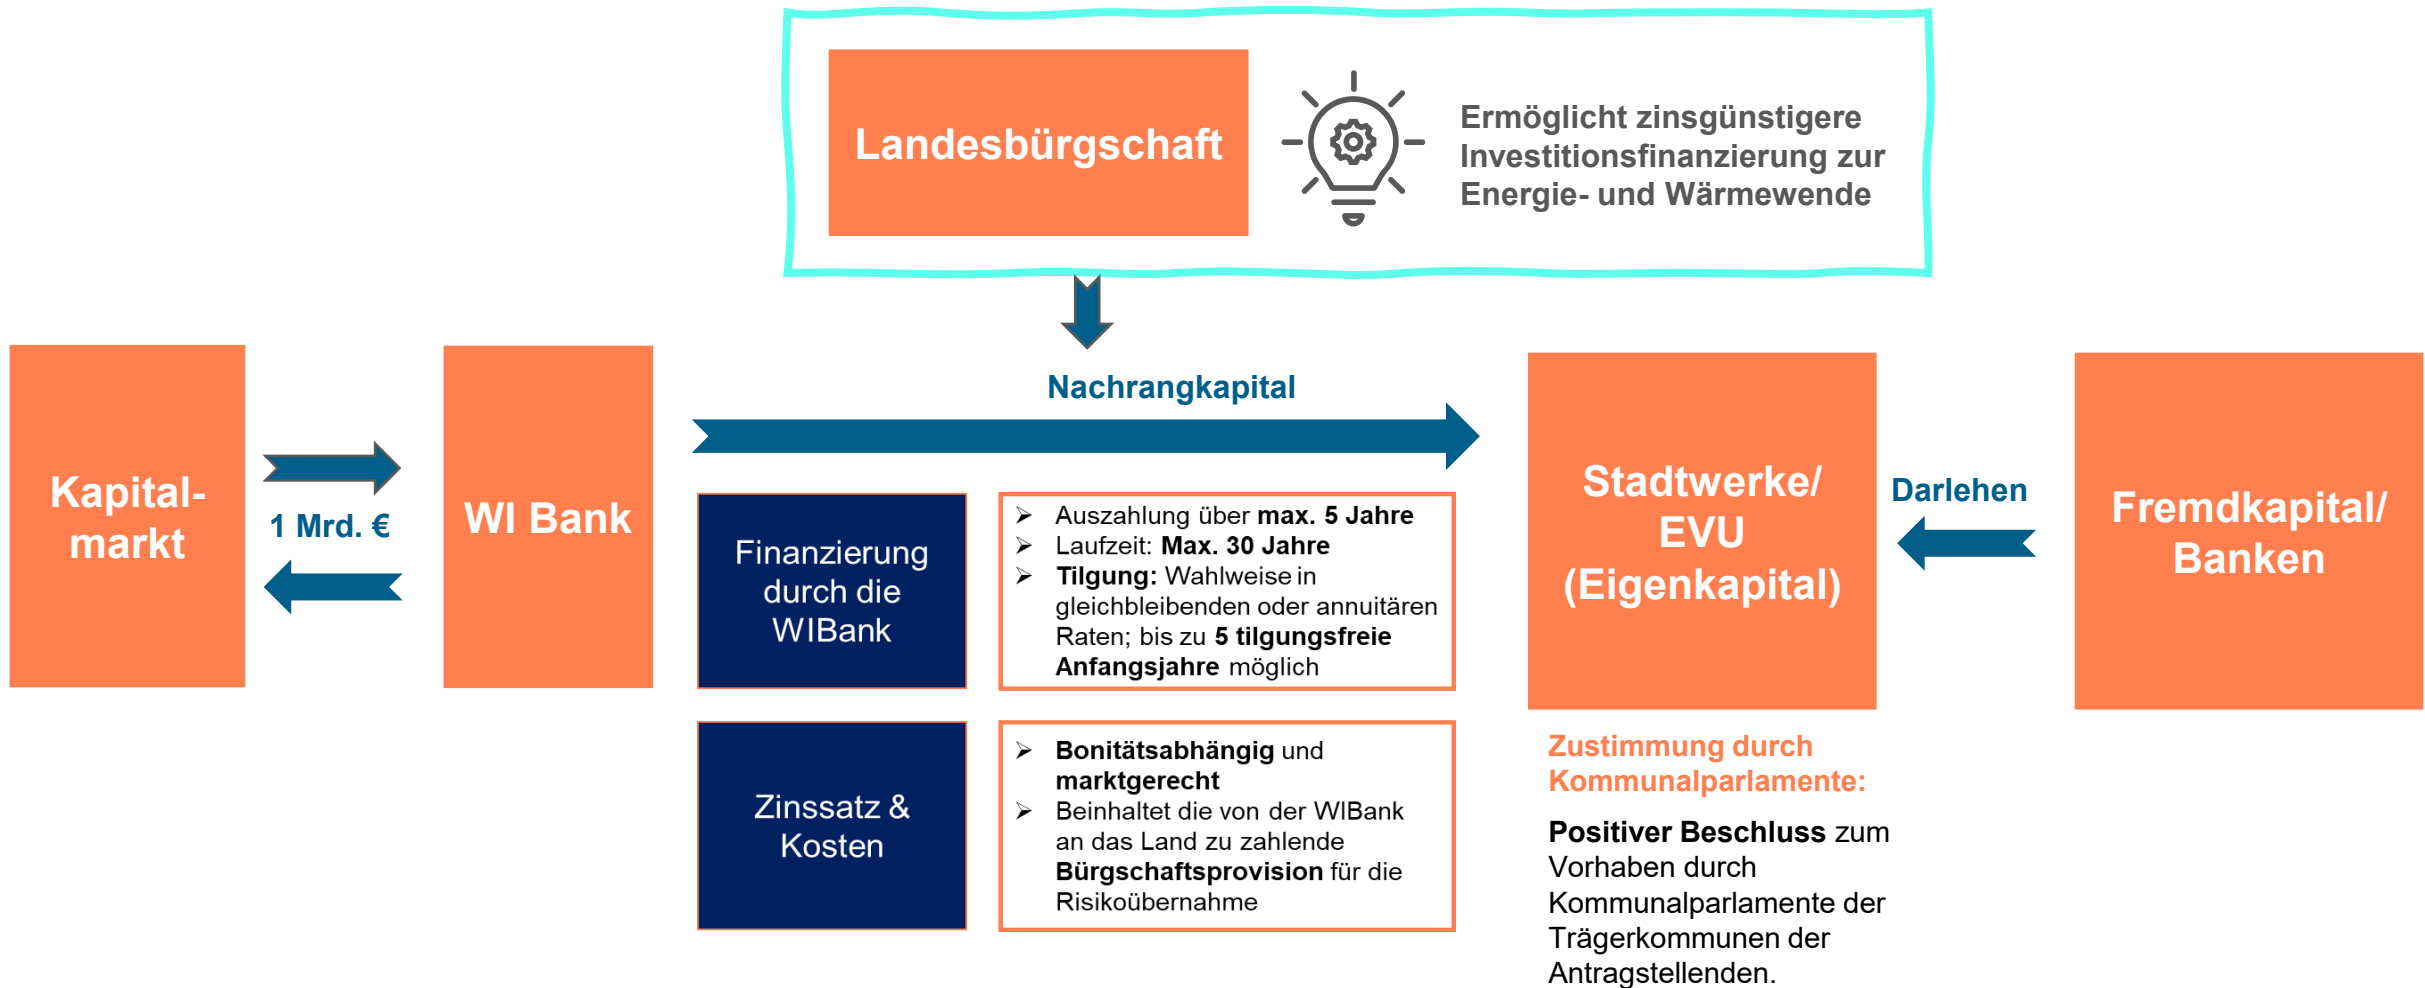 Landesbürgschaft
Ermöglicht zinsgünstigere
Investitionsfinanzierung zur
Energie- und Wärmewende
Kapital-
markt
1 Mrd. €
WI Bank
Nachrangkapital
Finanzierung
durch die
WIBank
➢ Auszahlung über max. 5 Jahre
➢ Laufzeit: Max. 30 Jahre
➢ Tilgung: Wahlweise in
gleichbleibenden oder annuitären
Raten; bis zu 5 tilgungsfreie
Anfangsjahre möglich
Zinssatz &
Kosten
➢ Bonitätsabhängig und
marktgerecht
➢ Beinhaltet die von der WIBank
an das Land zu zahlende
Bürgschaftsprovision für die
Risikoübernahme
Stadtwerke/
EVU
(Eigenkapital)
Darlehen
Fremdkapital/
Banken
Zustimmung durch
Kommunalparlamente:
Positiver Beschluss zum
Vorhaben durch
Kommunalparlamente der
Trägerkommunen der
Antragstellenden.